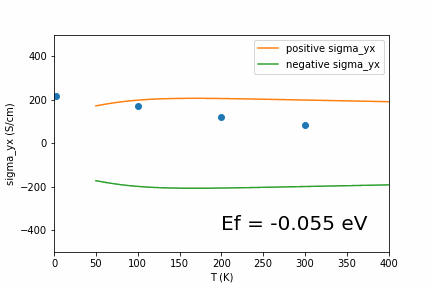 positive sigma_yx
negative sigma_yx
400
200
0
−200
−400
sigma_yx (S/cm)
Ef = -0.055 eV
0 50 100 150 200 250 300 350 400
T (K)